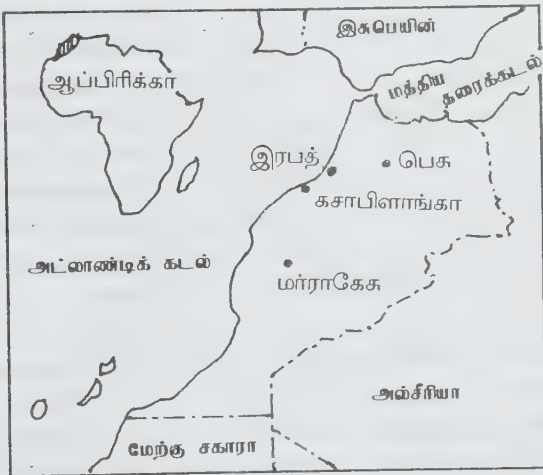 இசுபெயின்
ஆப்பிரிக்கா
மத்திய
தரைக்கடல்
இரபத்
பெசு
கசாபிளாங்கா
அட்லாண்டிக் கடல்
மர்ராகேசு
அல்சீரியா
மேற்கு சகாரா